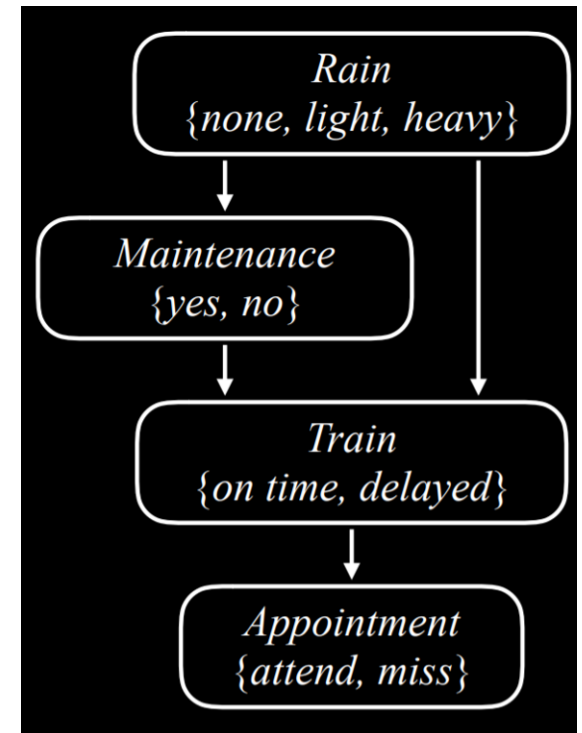 Rain
{none, light, heavy}
Maintenance
{yes, no}
Train
{on time, delayed}
Appointment
{attend, miss}